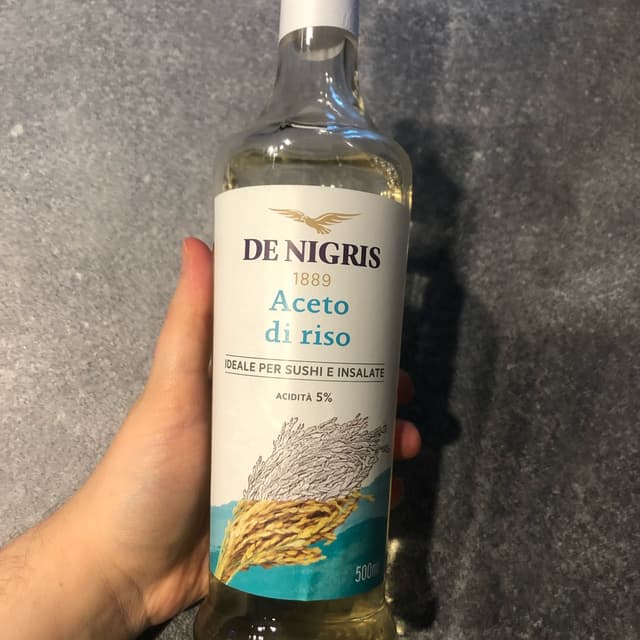 DE NIGRIS
1889
Aceto
di riso
IDEALE PER SUSHI E INSALATE
ACIDITÀ 5%
500ml